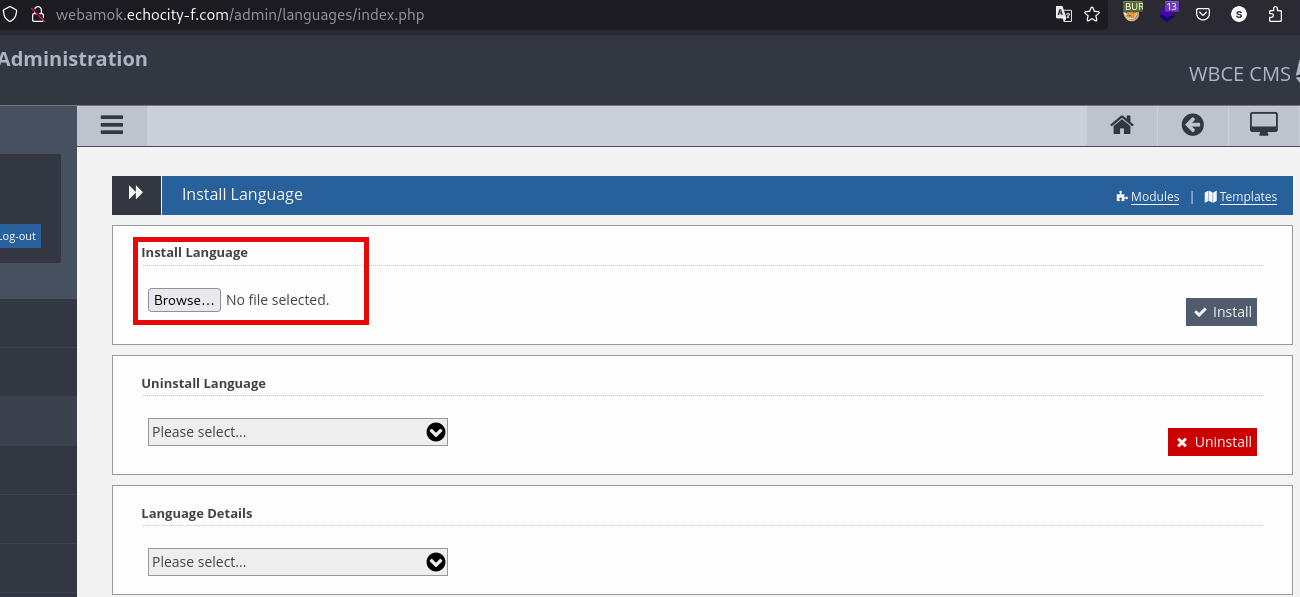 webamok.echocity-f.com/admin/languages/index.php
BUR
13
S
Administration
WBCE CMS
Install Language
Modules | Templates
Log-out
Install Language
Browse... No file selected.
Install
Uninstall Language
Please select...
Uninstall
Language Details
Please select...